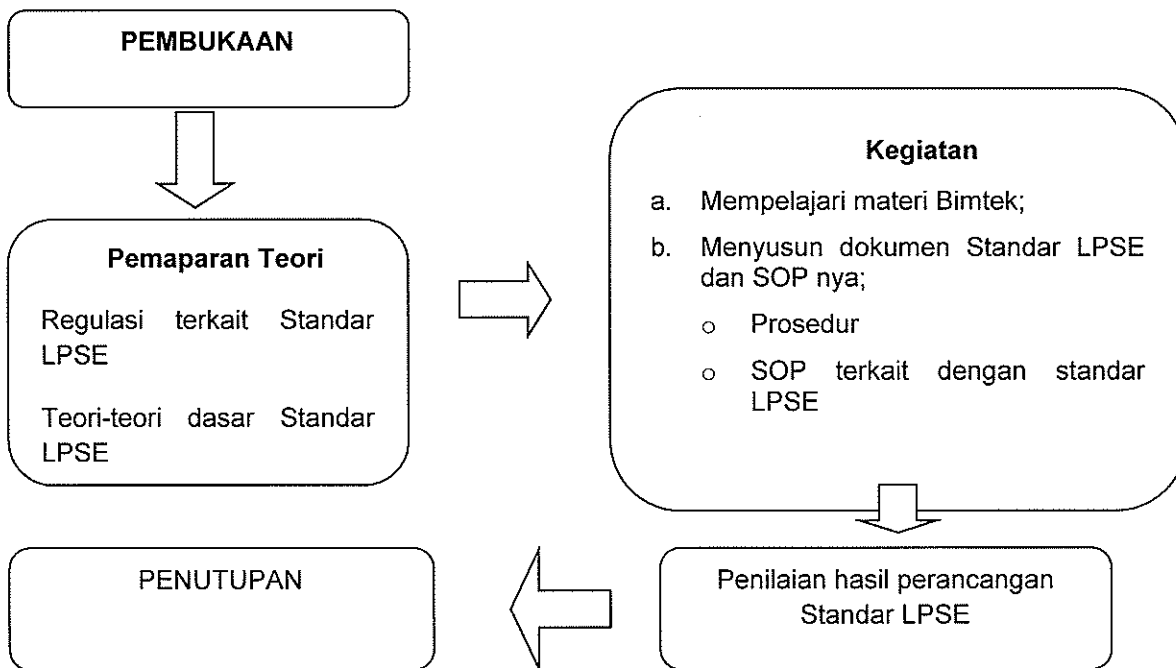 PEMBUKAAN
Pemaparan Teori
Regulasi terkait Standar
LPSE
Teori-teori dasar Standar
LPSE
Kegiatan
a. Mempelajari materi Bimtek;
b. Menyusun dokumen Standar LPSE
dan SOP nya;
o Prosedur
o SOP terkait dengan standar
LPSE
Penilaian hasil perancangan
Standar LPSE
PENUTUPAN